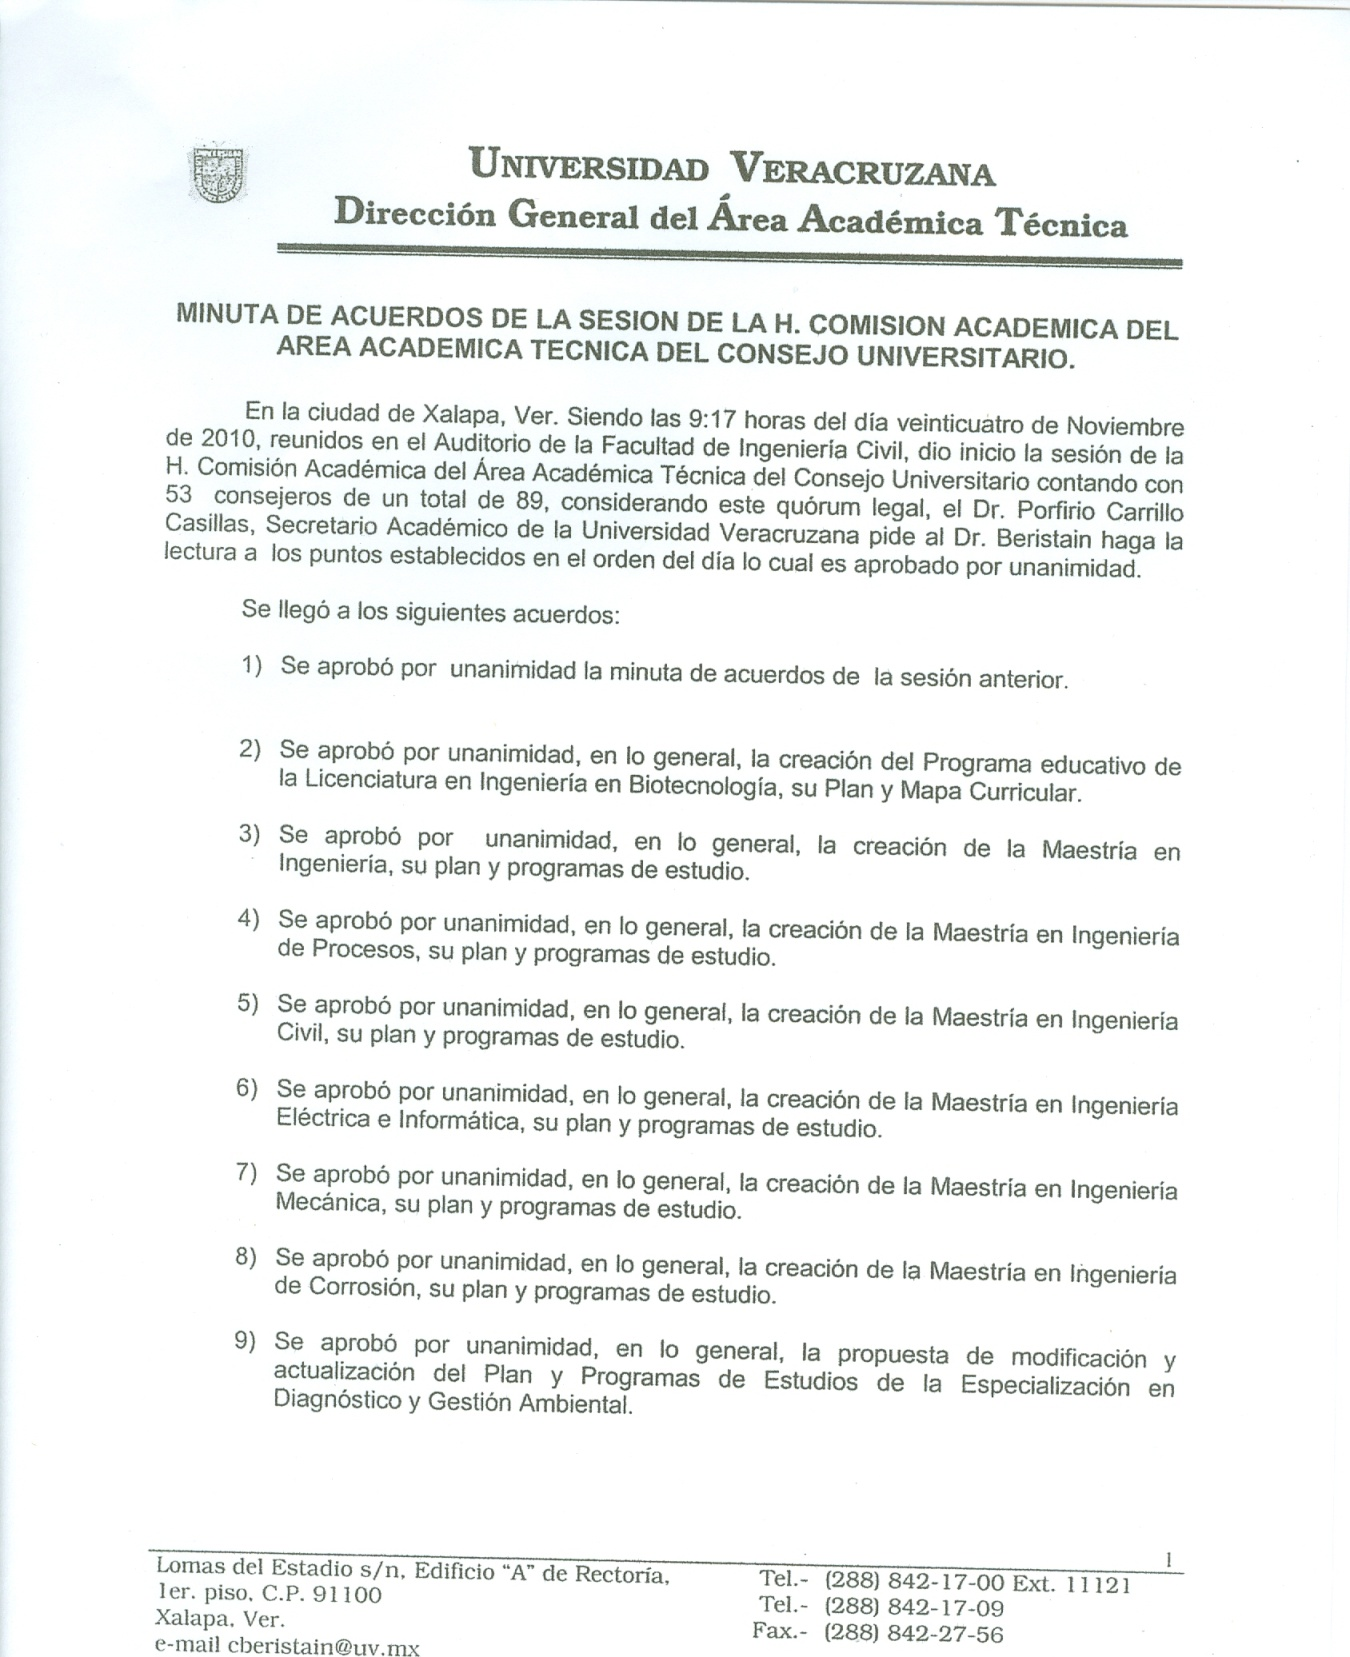 UNIVERSIDAD VERACRUZANA
Dirección General del Área Académica Técnica
MINUTA DE ACUERDOS DE LA SESION DE LA H. COMISION ACADEMICA DEL
AREA ACADEMICA TECNICA DEL CONSEJO UNIVERSITARIO.
En la ciudad de Xalapa, Ver. Siendo las 9:17 horas del día veinticuatro de Noviembre
de 2010, reunidos en el Auditorio de la Facultad de Ingeniería Civil, dio inicio la sesión de la
H. Comisión Académica del Área Académica Técnica del Consejo Universitario contando con
53 consejeros de un total de 89, considerando este quórum legal, el Dr. Porfirio Carrillo
Casillas, Secretario Académico de la Universidad Veracruzana pide al Dr. Beristain haga la
lectura a los puntos establecidos en el orden del día lo cual es aprobado por unanimidad.
Se llegó a los siguientes acuerdos:
1) Se aprobó por unanimidad la minuta de acuerdos de la sesión anterior.
2) Se aprobó por unanimidad, en lo general, la creación del Programa educativo de
la Licenciatura en Ingeniería en Biotecnología, su Plan y Mapa Curricular.
3) Se aprobó por unanimidad, en lo general, la creación de la Maestría en
Ingeniería, su plan y programas de estudio.
4) Se aprobó por unanimidad, en lo general, la creación de la Maestría en Ingeniería
de Procesos, su plan y programas de estudio.
5) Se aprobó por unanimidad, en lo general, la creación de la Maestría en Ingeniería
Civil, su plan y programas de estudio.
6) Se aprobó por unanimidad, en lo general, la creación de la Maestría en Ingeniería
Eléctrica e Informática, su plan y programas de estudio.
7) Se aprobó por unanimidad, en lo general, la creación de la Maestría en Ingeniería
Mecánica, su plan y programas de estudio.
8) Se aprobó por unanimidad, en lo general, la creación de la Maestría en Ingeniería
de Corrosión, su plan y programas de estudio.
9) Se aprobó por unanimidad, en lo general, la propuesta de modificación y
actualización del Plan y Programas de Estudios de la Especialización en
Diagnóstico y Gestión Ambiental.
1
Lomas del Estadio s/n, Edificio “A” de Rectoría,
1er. piso, C.P. 91100
Xalapa, Ver.
e-mail cberistain@uv.mx
Tel.- (288) 842-17-00 Ext. 11121
Tel.- (288) 842-17-09
Fax.- (288) 842-27-56